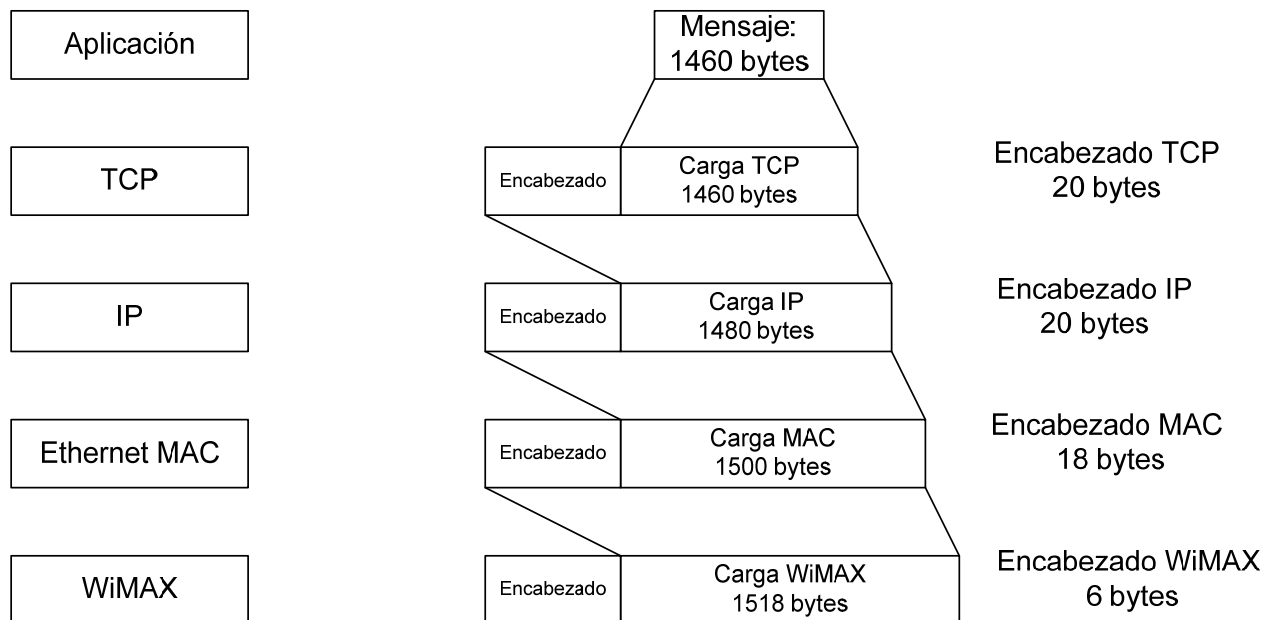 Aplicación
Mensaje:
1460 bytes
TCP
Encabezado
Carga TCP
1460 bytes
Encabezado TCP
20 bytes
IP
Encabezado
Carga IP
1480 bytes
Encabezado IP
20 bytes
Ethernet MAC
Encabezado
Carga MAC
1500 bytes
Encabezado MAC
18 bytes
WiMAX
Encabezado
Carga WiMAX
1518 bytes
Encabezado WiMAX
6 bytes